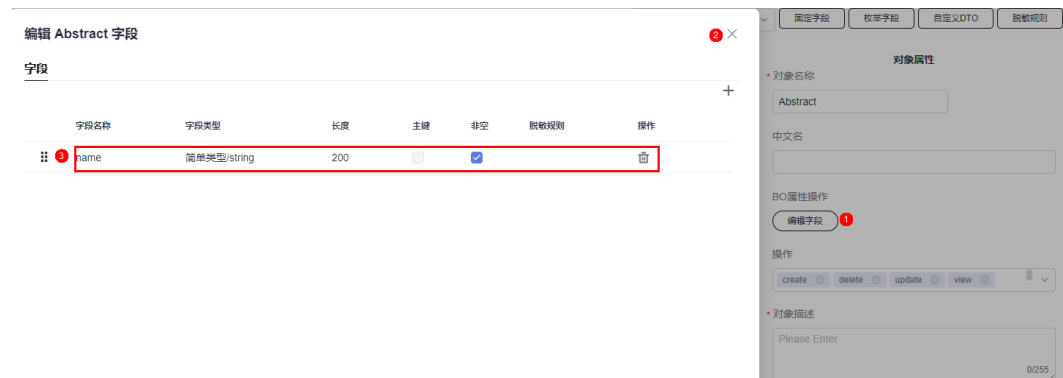 编辑 Abstract 字段
2
字段
字段名称 字段类型 长度 主键 非空 脱敏规则 操作
3 name 简单类型/string 200
固定字段 枚举字段 自定义DTO 脱敏规则
对象属性
* 对象名称
Abstract
中文名
BO属性操作
编辑字段 1
操作
create delete update view
* 对象描述
Please Enter
0/255